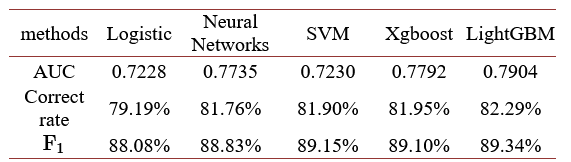 methods Logistic Neural Networks SVM Xgboost LightGBM
AUC 0.7228 0.7735 0.7230 0.7792 0.7904
Correct rate 79.19% 81.76% 81.90% 81.95% 82.29%
F₁ 88.08% 88.83% 89.15% 89.10% 89.34%